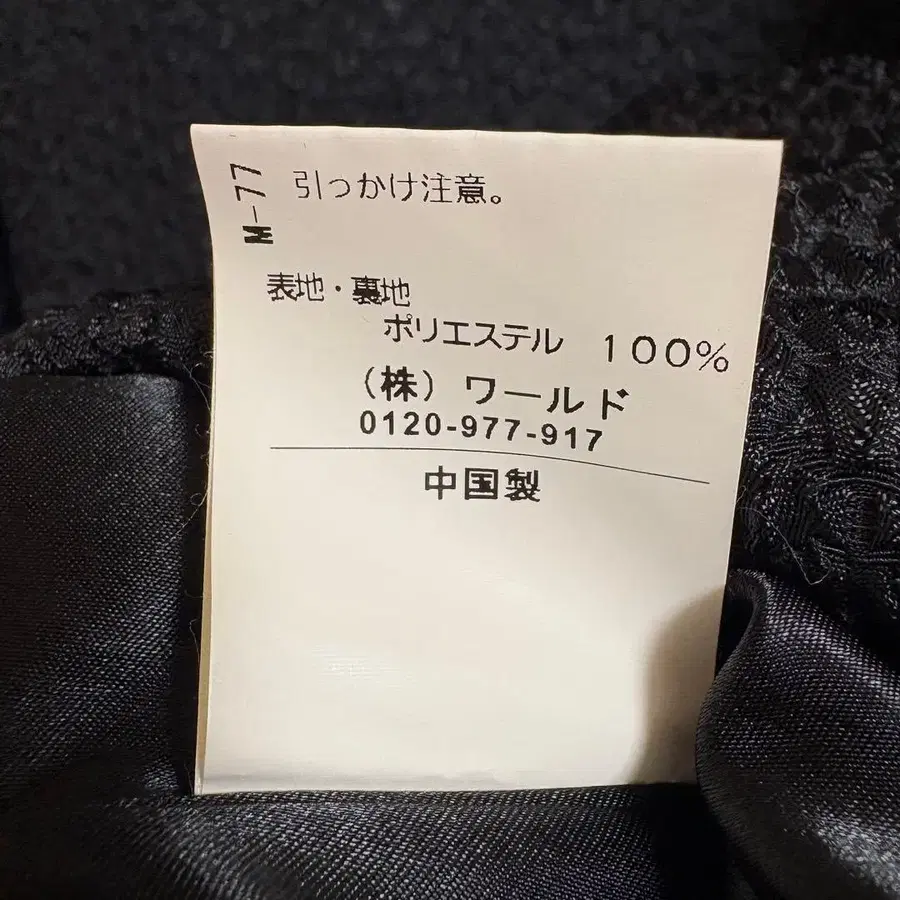 M-77
引っかけ注意。
表地・裏地
ポリエステル 100%
(株)ワールド
0120-977-917
中国製